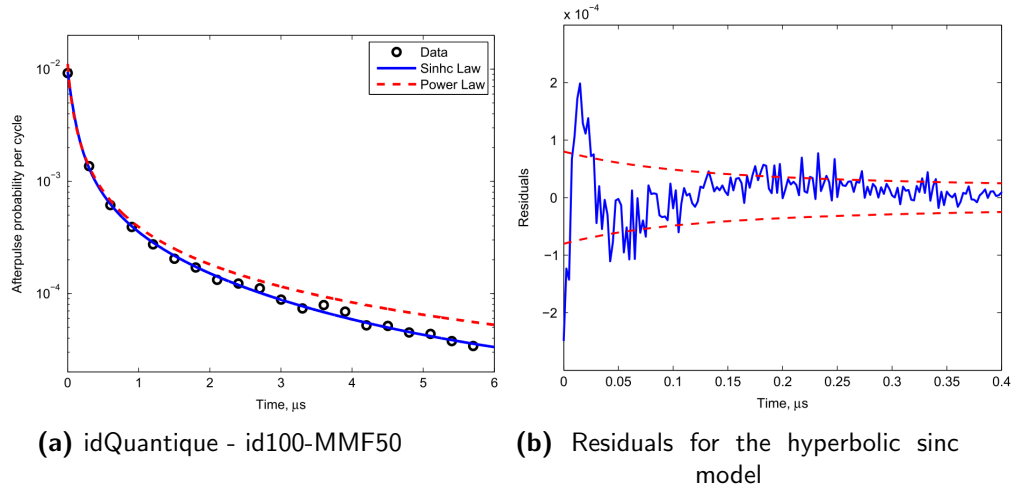 10^-2
10^-3
10^-4
Afterpulse probability per cycle
Data
Sinhc Law
Power Law
0 1 2 3 4 5 6
Time, μs
(a) idQuantique - id100-MMF50
x 10^-4
2
1
0
-1
-2
Residuals
0 0.05 0.1 0.15 0.2 0.25 0.3 0.35 0.4
Time, μs
(b) Residuals for the hyperbolic sinc
model